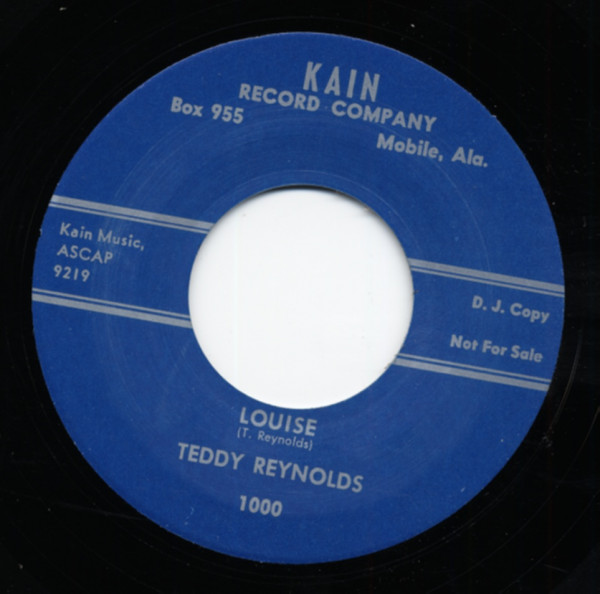 KAIN
RECORD COMPANY
Box 955
Mobile, Ala.
Kain Music,
ASCAP
9219
D. J. Copy
Not For Sale
LOUISE
(T. Reynolds)
TEDDY REYNOLDS
1000